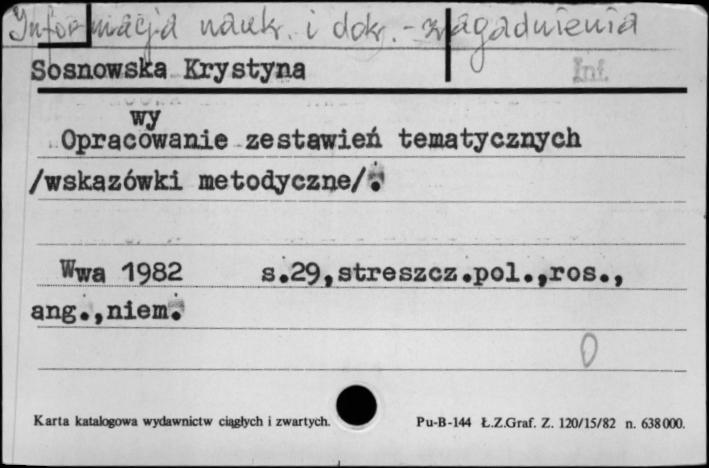 Informacja nauk. i dok. - zagadnienia
Sosnowska Krystyna
Inf.
wy
Opracowanie zestawień tematycznych
/wskazówki metodyczne/.
Wwa 1982 s.29,streszcz.pol.,ros.,
ang.,niem.
0
Karta katalogowa wydawnictw ciągłych i zwartych.
Pu-B-144 Ł.Z.Graf. Z. 120/15/82 n. 638000.